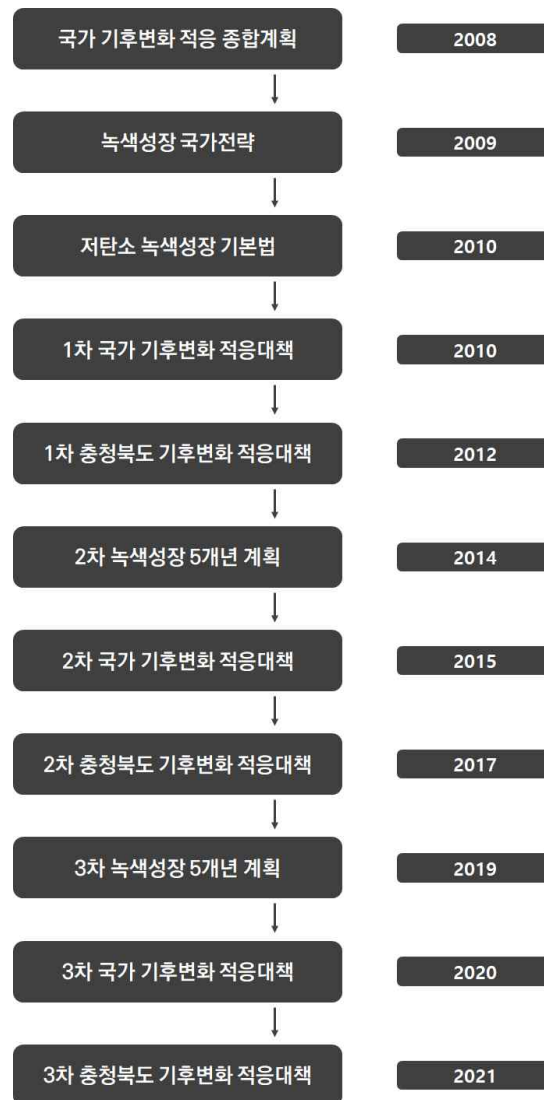 국가 기후변화 적응 종합계획 2008
녹색성장 국가전략 2009
저탄소 녹색성장 기본법 2010
1차 국가 기후변화 적응대책 2010
1차 충청북도 기후변화 적응대책 2012
2차 녹색성장 5개년 계획 2014
2차 국가 기후변화 적응대책 2015
2차 충청북도 기후변화 적응대책 2017
3차 녹색성장 5개년 계획 2019
3차 국가 기후변화 적응대책 2020
3차 충청북도 기후변화 적응대책 2021